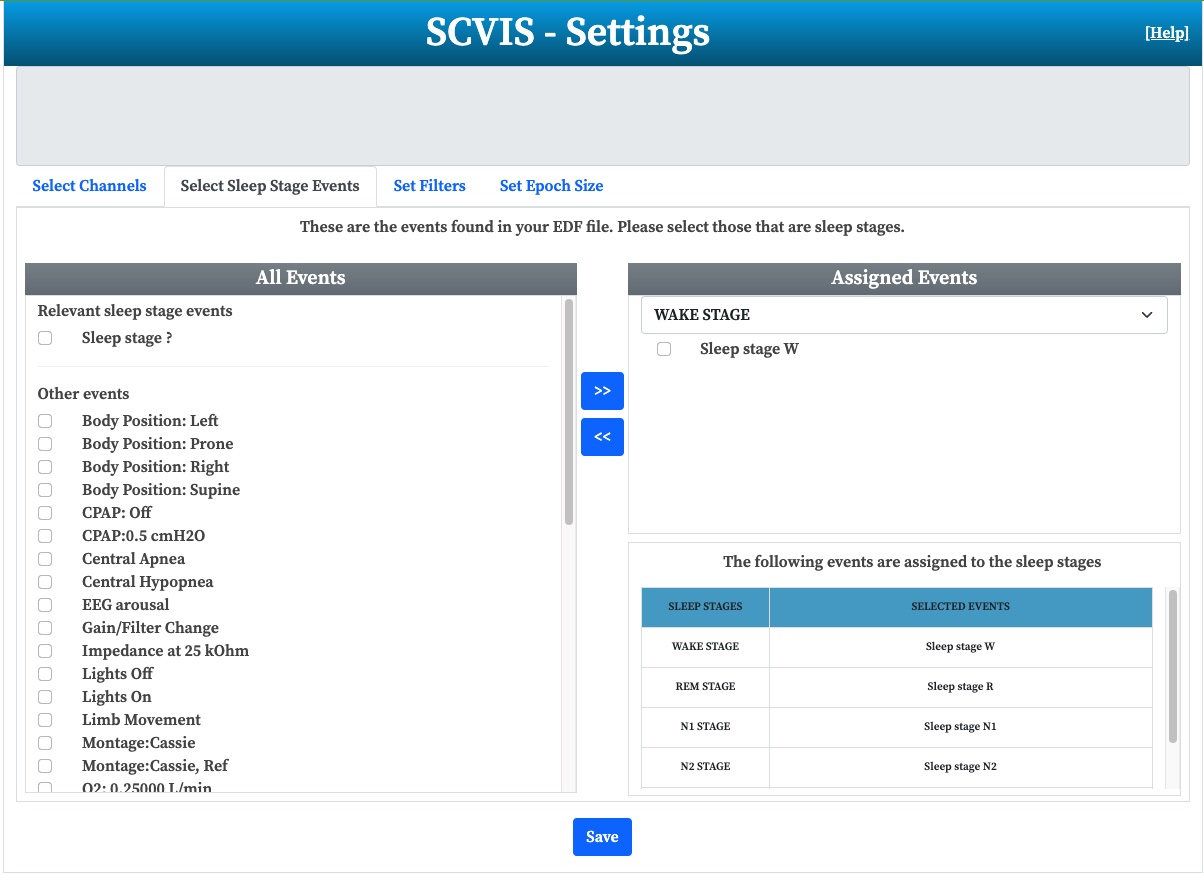 SCVIS - Settings
[Help]
Select Channels
Select Sleep Stage Events
Set Filters
Set Epoch Size
These are the events found in your EDF file. Please select those that are sleep stages.
All Events
Relevant sleep stage events
Sleep stage ?
Other events
Body Position: Left
Body Position: Prone
Body Position: Right
Body Position: Supine
CPAP: Off
CPAP:0.5 cmH2O
Central Apnea
Central Hypopnea
EEG arousal
Gain/Filter Change
Impedance at 25 kOhm
Lights Off
Lights On
Limb Movement
Montage:Cassie
Montage:Cassie, Ref
O2: 0.25000 L/min
>>
<<
Assigned Events
WAKE STAGE
Sleep stage W
The following events are assigned to the sleep stages
SLEEP STAGES SELECTED EVENTS
WAKE STAGE Sleep stage W
REM STAGE Sleep stage R
N1 STAGE Sleep stage N1
N2 STAGE Sleep stage N2
Save